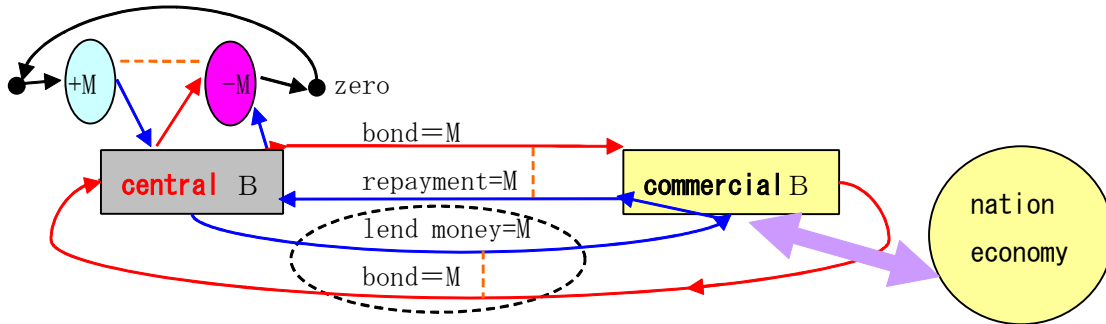 +M
-M
zero
bond＝M
central B
repayment=M
commercial B
lend money=M
bond＝M
nation
economy